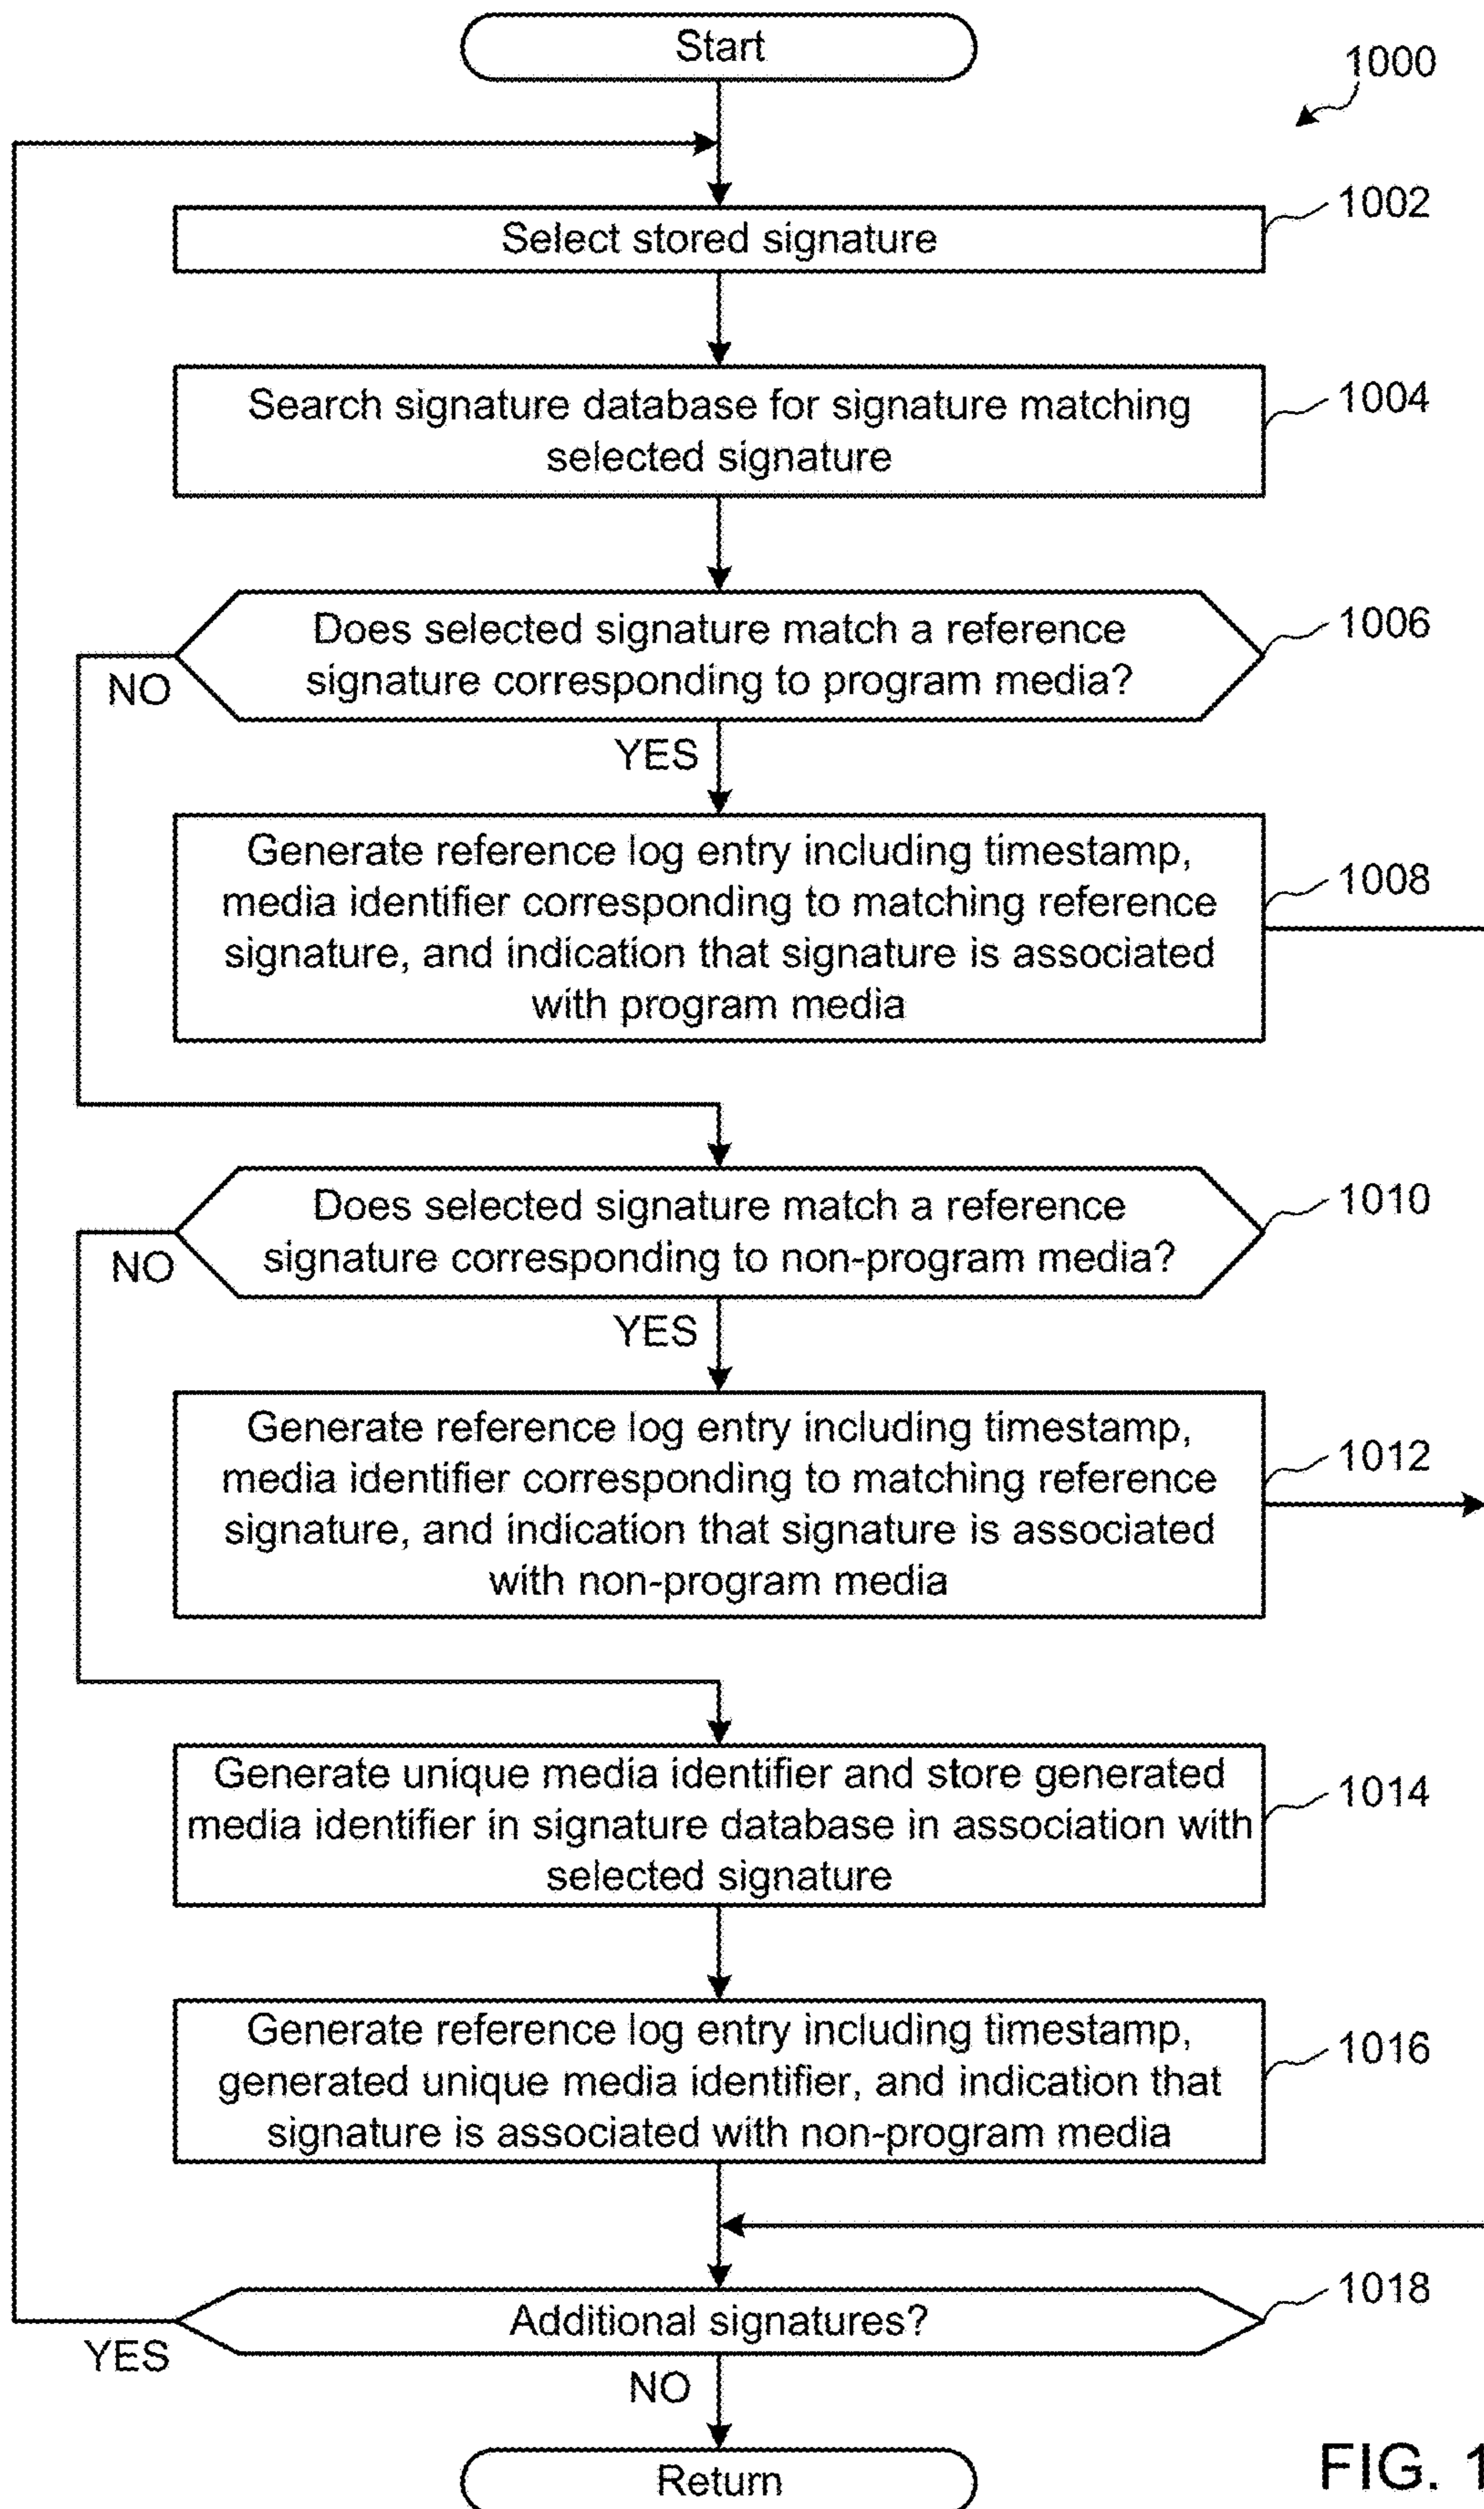 Start
1000
Select stored signature
1002
Search signature database for signature matching
selected signature
1004
Does selected signature match a reference
signature corresponding to program media?
1006
NO
YES
Generate reference log entry including timestamp,
media identifier corresponding to matching reference
signature, and indication that signature is associated
with program media
1008
Does selected signature match a reference
signature corresponding to non-program media?
1010
NO
YES
Generate reference log entry including timestamp,
media identifier corresponding to matching reference
signature, and indication that signature is associated
with non-program media
1012
Generate unique media identifier and store generated
media identifier in signature database in association with
selected signature
1014
Generate reference log entry including timestamp,
generated unique media identifier, and indication that
signature is associated with non-program media
1016
Additional signatures?
1018
YES
NO
Return
FIG. 1